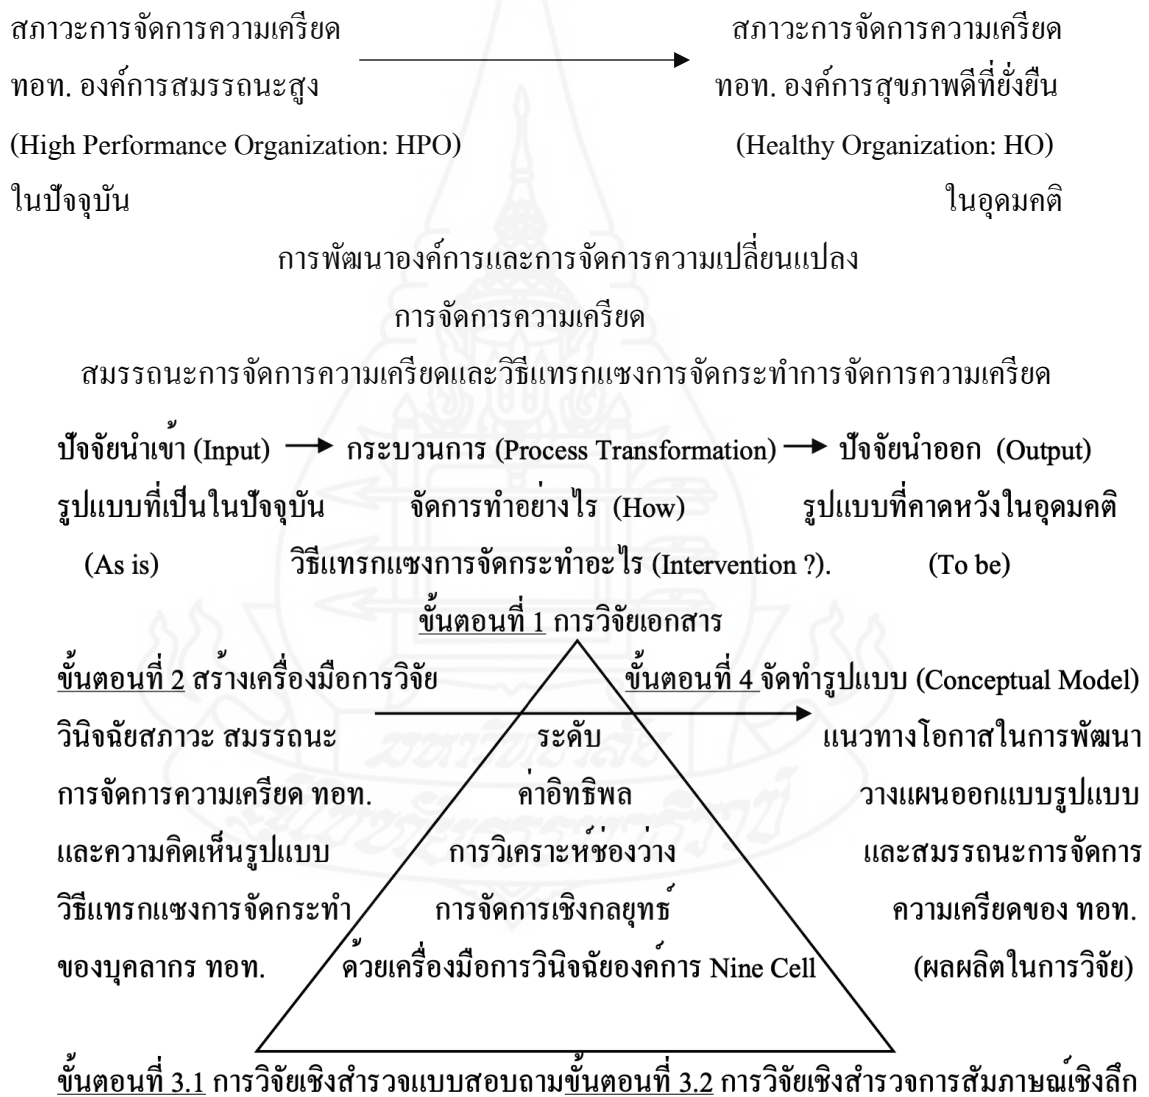 สภาวะการจัดการความเครียด สภาวะการจัดการความเครียด
ทอท. องค์การสมรรถนะสูง ทอท. องค์การสุขภาพดีที่ยั่งยืน
(High Performance Organization: HPO) (Healthy Organization: HO)
ในปัจจุบัน ในอุดมคติ
การพัฒนาองค์การและการจัดการความเปลี่ยนแปลง
การจัดการความเครียด
สมรรถนะการจัดการความเครียดและวิธีแทรกแซงการจัดกระทำการจัดการความเครียด
ปัจจัยนำเข้า (Input) กระบวนการ (Process Transformation) ปัจจัยนำออก (Output)
รูปแบบที่เป็นในปัจจุบัน จัดการทำอย่างไร (How) รูปแบบที่คาดหวังในอุดมคติ
(As is) วิธีแทรกแซงการจัดกระทำอะไร (Intervention ?). (To be)
ขั้นตอนที่ 1 การวิจัยเอกสาร
ขั้นตอนที่ 2 สร้างเครื่องมือการวิจัย ขั้นตอนที่ 4 จัดทำรูปแบบ (Conceptual Model)
วินิจฉัยสภาวะ สมรรถนะ ระดับ แนวทางโอกาสในการพัฒนา
การจัดการความเครียด ทอท. ค่าอิทธิพล วางแผนออกแบบรูปแบบ
และความคิดเห็นรูปแบบ การวิเคราะห์ช่องว่าง และสมรรถนะการจัดการ
วิธีแทรกแซงการจัดกระทำ การจัดการเชิงกลยุทธ์ ความเครียดของ ทอท.
ของบุคลากร ทอท. ด้วยเครื่องมือการวินิจฉัยองค์การ Nine Cell (ผลผลิตในการวิจัย)
ขั้นตอนที่ 3.1 การวิจัยเชิงสำรวจแบบสอบถามขั้นตอนที่ 3.2 การวิจัยเชิงสำรวจการสัมภาษณ์เชิงลึก